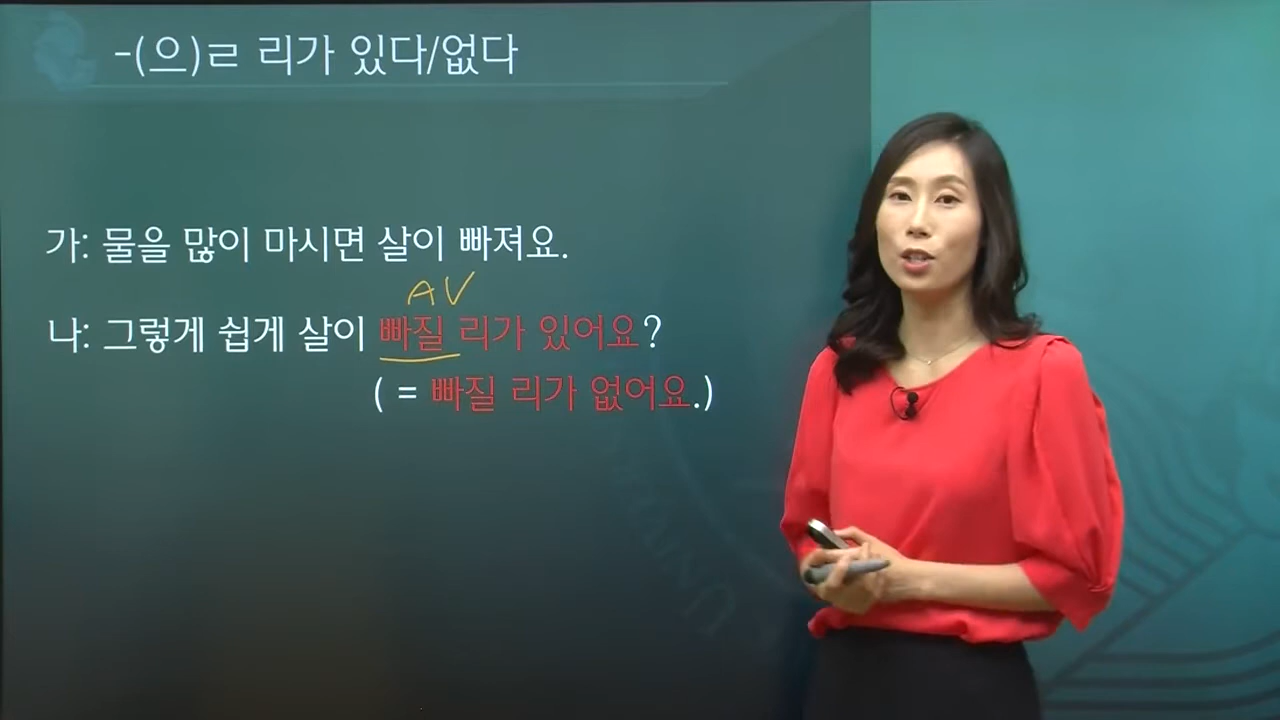 -(으)ㄹ 리가 있다/없다
가: 물을 많이 마시면 살이 빠져요.
AV
나: 그렇게 쉽게 살이 빠질 리가 있어요?
( = 빠질 리가 없어요.)